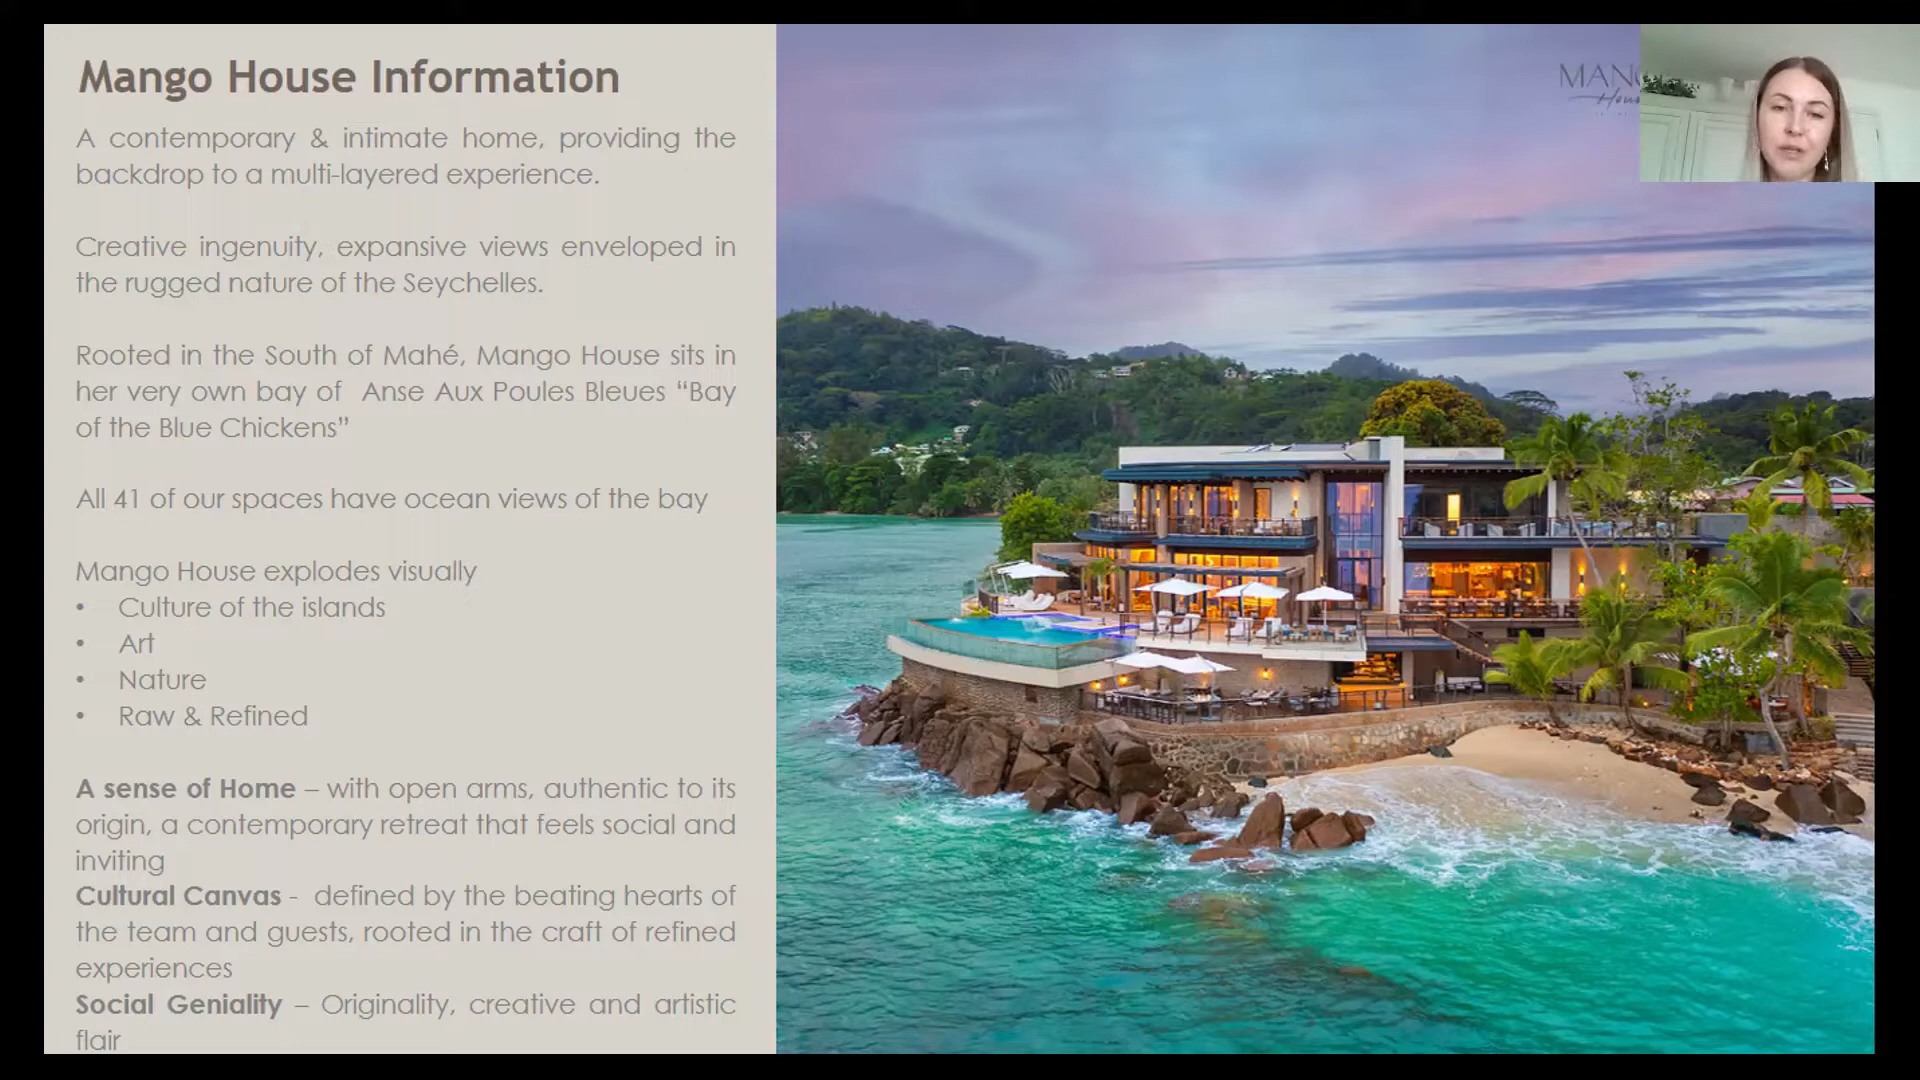 Mango House Information
A contemporary & intimate home, providing the
backdrop to a multi-layered experience.
Creative ingenuity, expansive views enveloped in
the rugged nature of the Seychelles.
Rooted in the South of Mahé, Mango House sits in
her very own bay of Anse Aux Poules Bleues “Bay
of the Blue Chickens”
All 41 of our spaces have ocean views of the bay
Mango House explodes visually
• Culture of the islands
• Art
• Nature
• Raw & Refined
A sense of Home – with open arms, authentic to its
origin, a contemporary retreat that feels social and
inviting
Cultural Canvas - defined by the beating hearts of
the team and guests, rooted in the craft of refined
experiences
Social Geniality – Originality, creative and artistic
flair